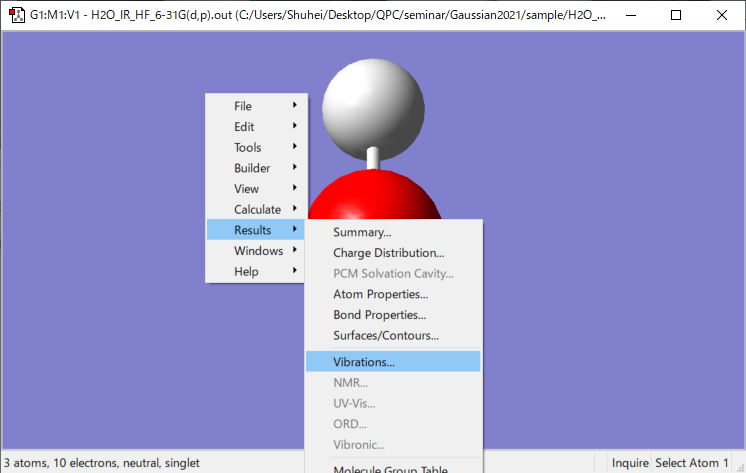 G1:M1:V1 - H2O_IR_HF_6-31G(d,p).out (C:/Users/Shuhei/Desktop/QPC/seminar/Gaussian2021/sample/H2O_...
File
Edit
Tools
Builder
View
Calculate
Results
Windows
Help
Summary...
Charge Distribution...
PCM Solvation Cavity...
Atom Properties...
Bond Properties...
Surfaces/Contours...
Vibrations...
NMR...
UV-Vis...
ORD...
Vibronic...
Molecule Group Table
3 atoms, 10 electrons, neutral, singlet
Inquire
Select Atom 1